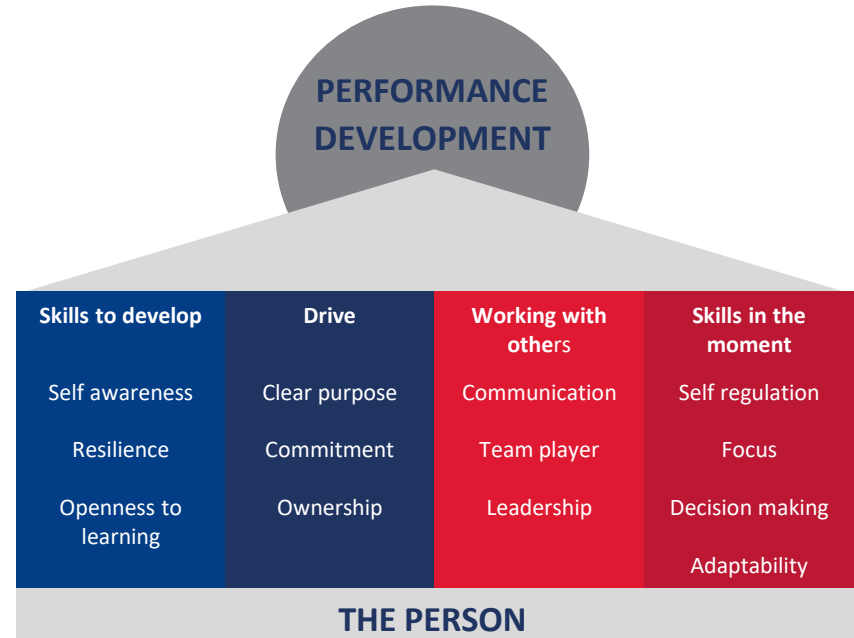 PERFORMANCE
DEVELOPMENT
Skills to develop
Self awareness
Resilience
Openness to
learning
Drive
Clear purpose
Commitment
Ownership
Working with
others
Communication
Team player
Leadership
Skills in the
moment
Self regulation
Focus
Decision making
Adaptability
THE PERSON